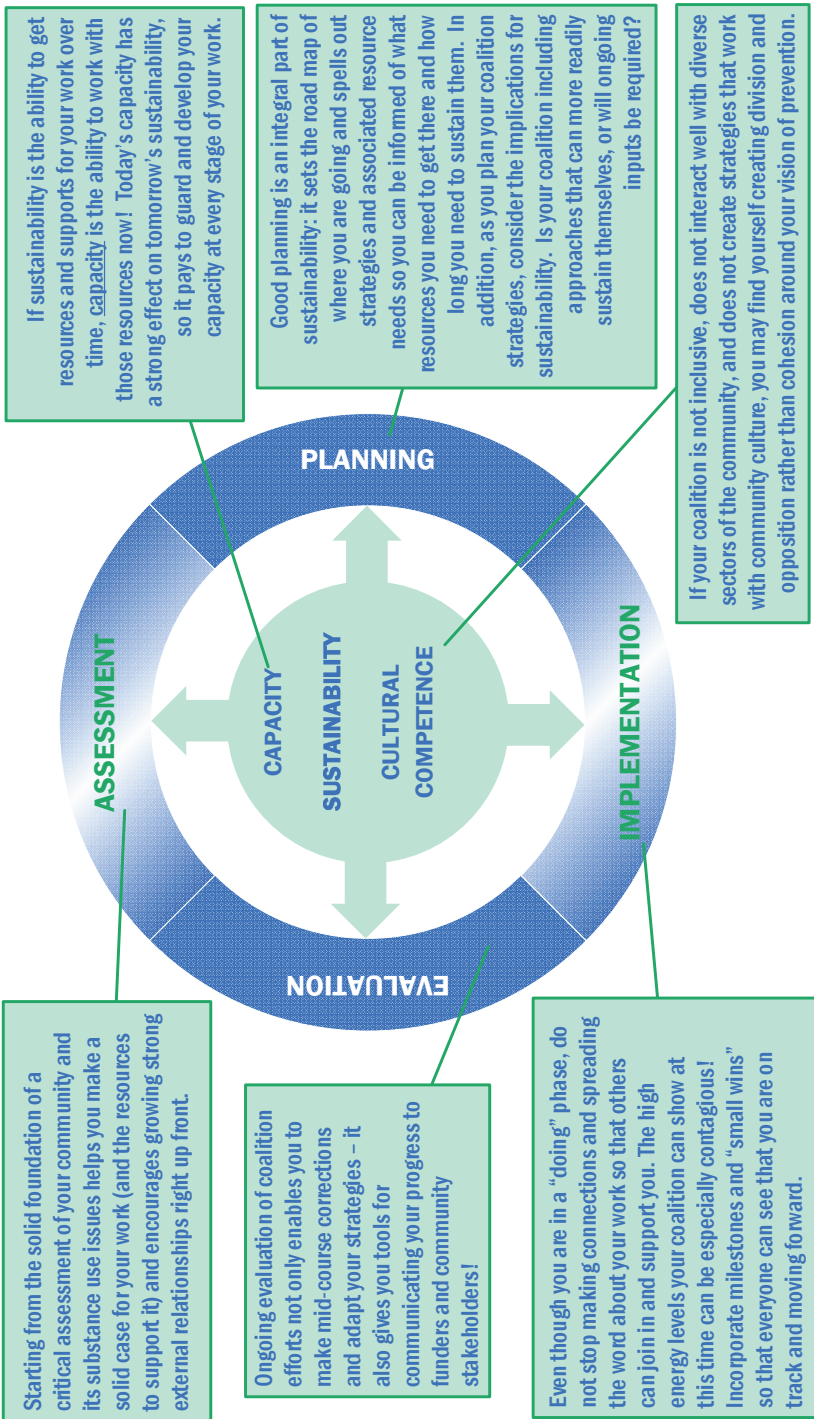 Starting from the solid foundation of a
critical assessment of your community and
its substance use issues helps you make a
solid case for your work (and the resources
to support it) and encourages growing strong
external relationships right up front.
If sustainability is the ability to get
resources and supports for your work over
time, capacity is the ability to work with
those resources now! Today’s capacity has
a strong effect on tomorrow’s sustainability,
so it pays to guard and develop your
capacity at every stage of your work.
ASSESSMENT
Ongoing evaluation of coalition
efforts not only enables you to
make mid-course corrections
and adapt your strategies – it
also gives you tools for
communicating your progress to
funders and community
stakeholders!
EVALUATION
CAPACITY
SUSTAINABILITY
CULTURAL
COMPETENCE
PLANNING
Good planning is an integral part of
sustainability: it sets the road map of
where you are going and spells out
strategies and associated resource
needs so you can be informed of what
resources you need to get there and how
long you need to sustain them. In
addition, as you plan your coalition
strategies, consider the implications for
sustainability. Is your coalition including
approaches that can more readily
sustain themselves, or will ongoing
inputs be required?
IMPLEMENTATION
Even though you are in a “doing” phase, do
not stop making connections and spreading
the word about your work so that others
can join in and support you. The high
energy levels your coalition can show at
this time can be especially contagious!
Incorporate milestones and “small wins”
so that everyone can see that you are on
track and moving forward.
If your coalition is not inclusive, does not interact well with diverse
sectors of the community, and does not create strategies that work
with community culture, you may find yourself creating division and
opposition rather than cohesion around your vision of prevention.